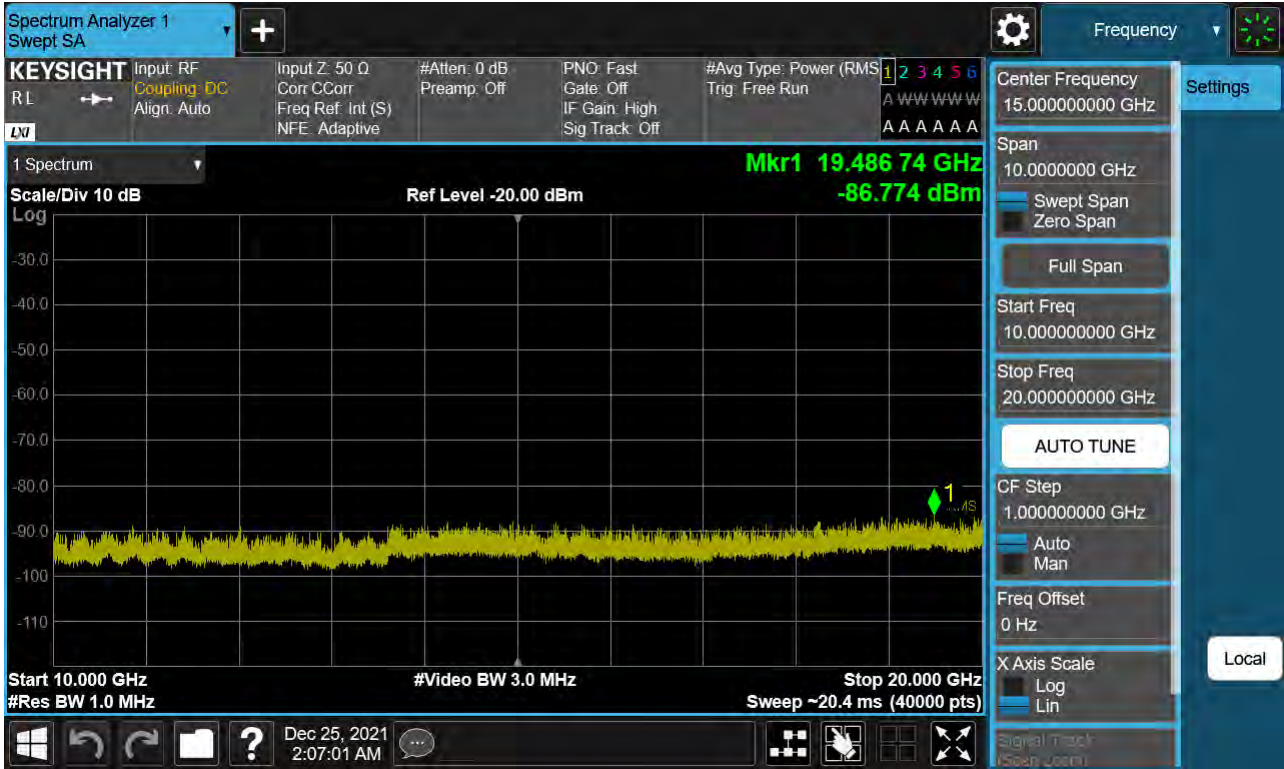 Spectrum Analyzer 1
Swept SA
Frequency
KEYSIGHT
R L
LXI
Input: RF
Coupling: DC
Align: Auto
Input Z: 50 Ω
Corr CCorr
Freq Ref: Int (S)
NFE: Adaptive
#Atten: 0 dB
Preamp: Off
PNO: Fast
Gate: Off
IF Gain: High
Sig Track: Off
#Avg Type: Power (RMS
Trig: Free Run
1 2 3 4 5 6
A W W W W W
A A A A A A
1 Spectrum
Scale/Div 10 dB
Ref Level -20.00 dBm
Mkr1 19.486 74 GHz
-86.774 dBm
Log
-30.0
-40.0
-50.0
-60.0
-70.0
-80.0
-90.0
-100
-110
1
Start 10.000 GHz
#Res BW 1.0 MHz
#Video BW 3.0 MHz
Stop 20.000 GHz
Sweep ~20.4 ms (40000 pts)
Dec 25, 2021
2:07:01 AM
Center Frequency
15.000000000 GHz
Span
10.0000000 GHz
Swept Span
Zero Span
Full Span
Start Freq
10.000000000 GHz
Stop Freq
20.000000000 GHz
AUTO TUNE
CF Step
1.000000000 GHz
Auto
Man
Freq Offset
0 Hz
X Axis Scale
Log
Lin
Signal Track
(Span Zoom)
Settings
Local